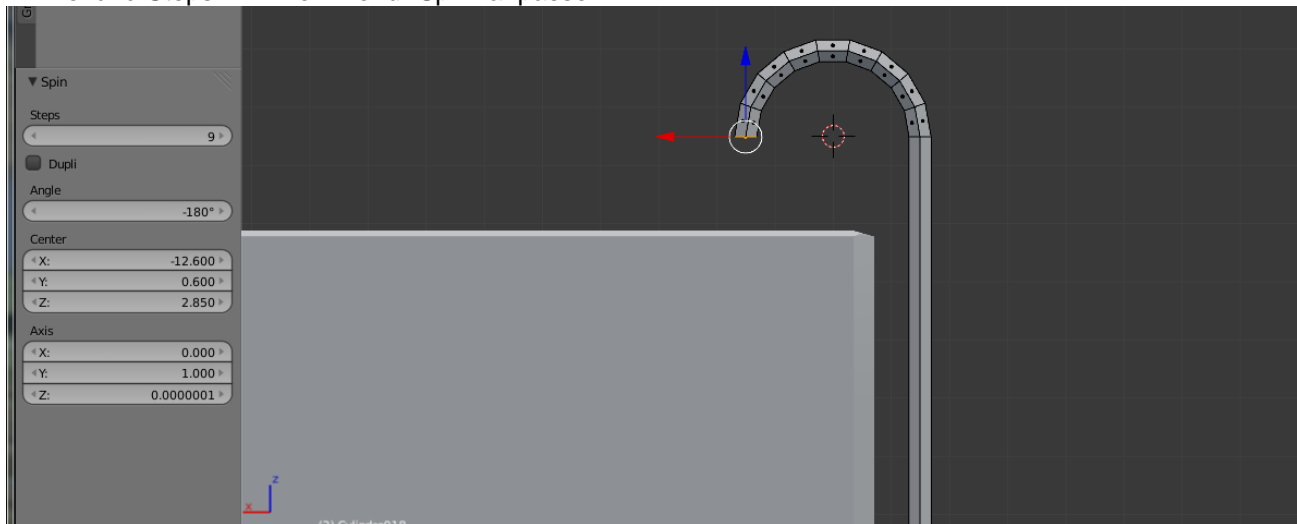 Spin
Steps
9
Dupli
Angle
-180°
Center
X: -12.600
Y: 0.600
Z: 2.850
Axis
X: 0.000
Y: 1.000
Z: 0.0000001
z
x